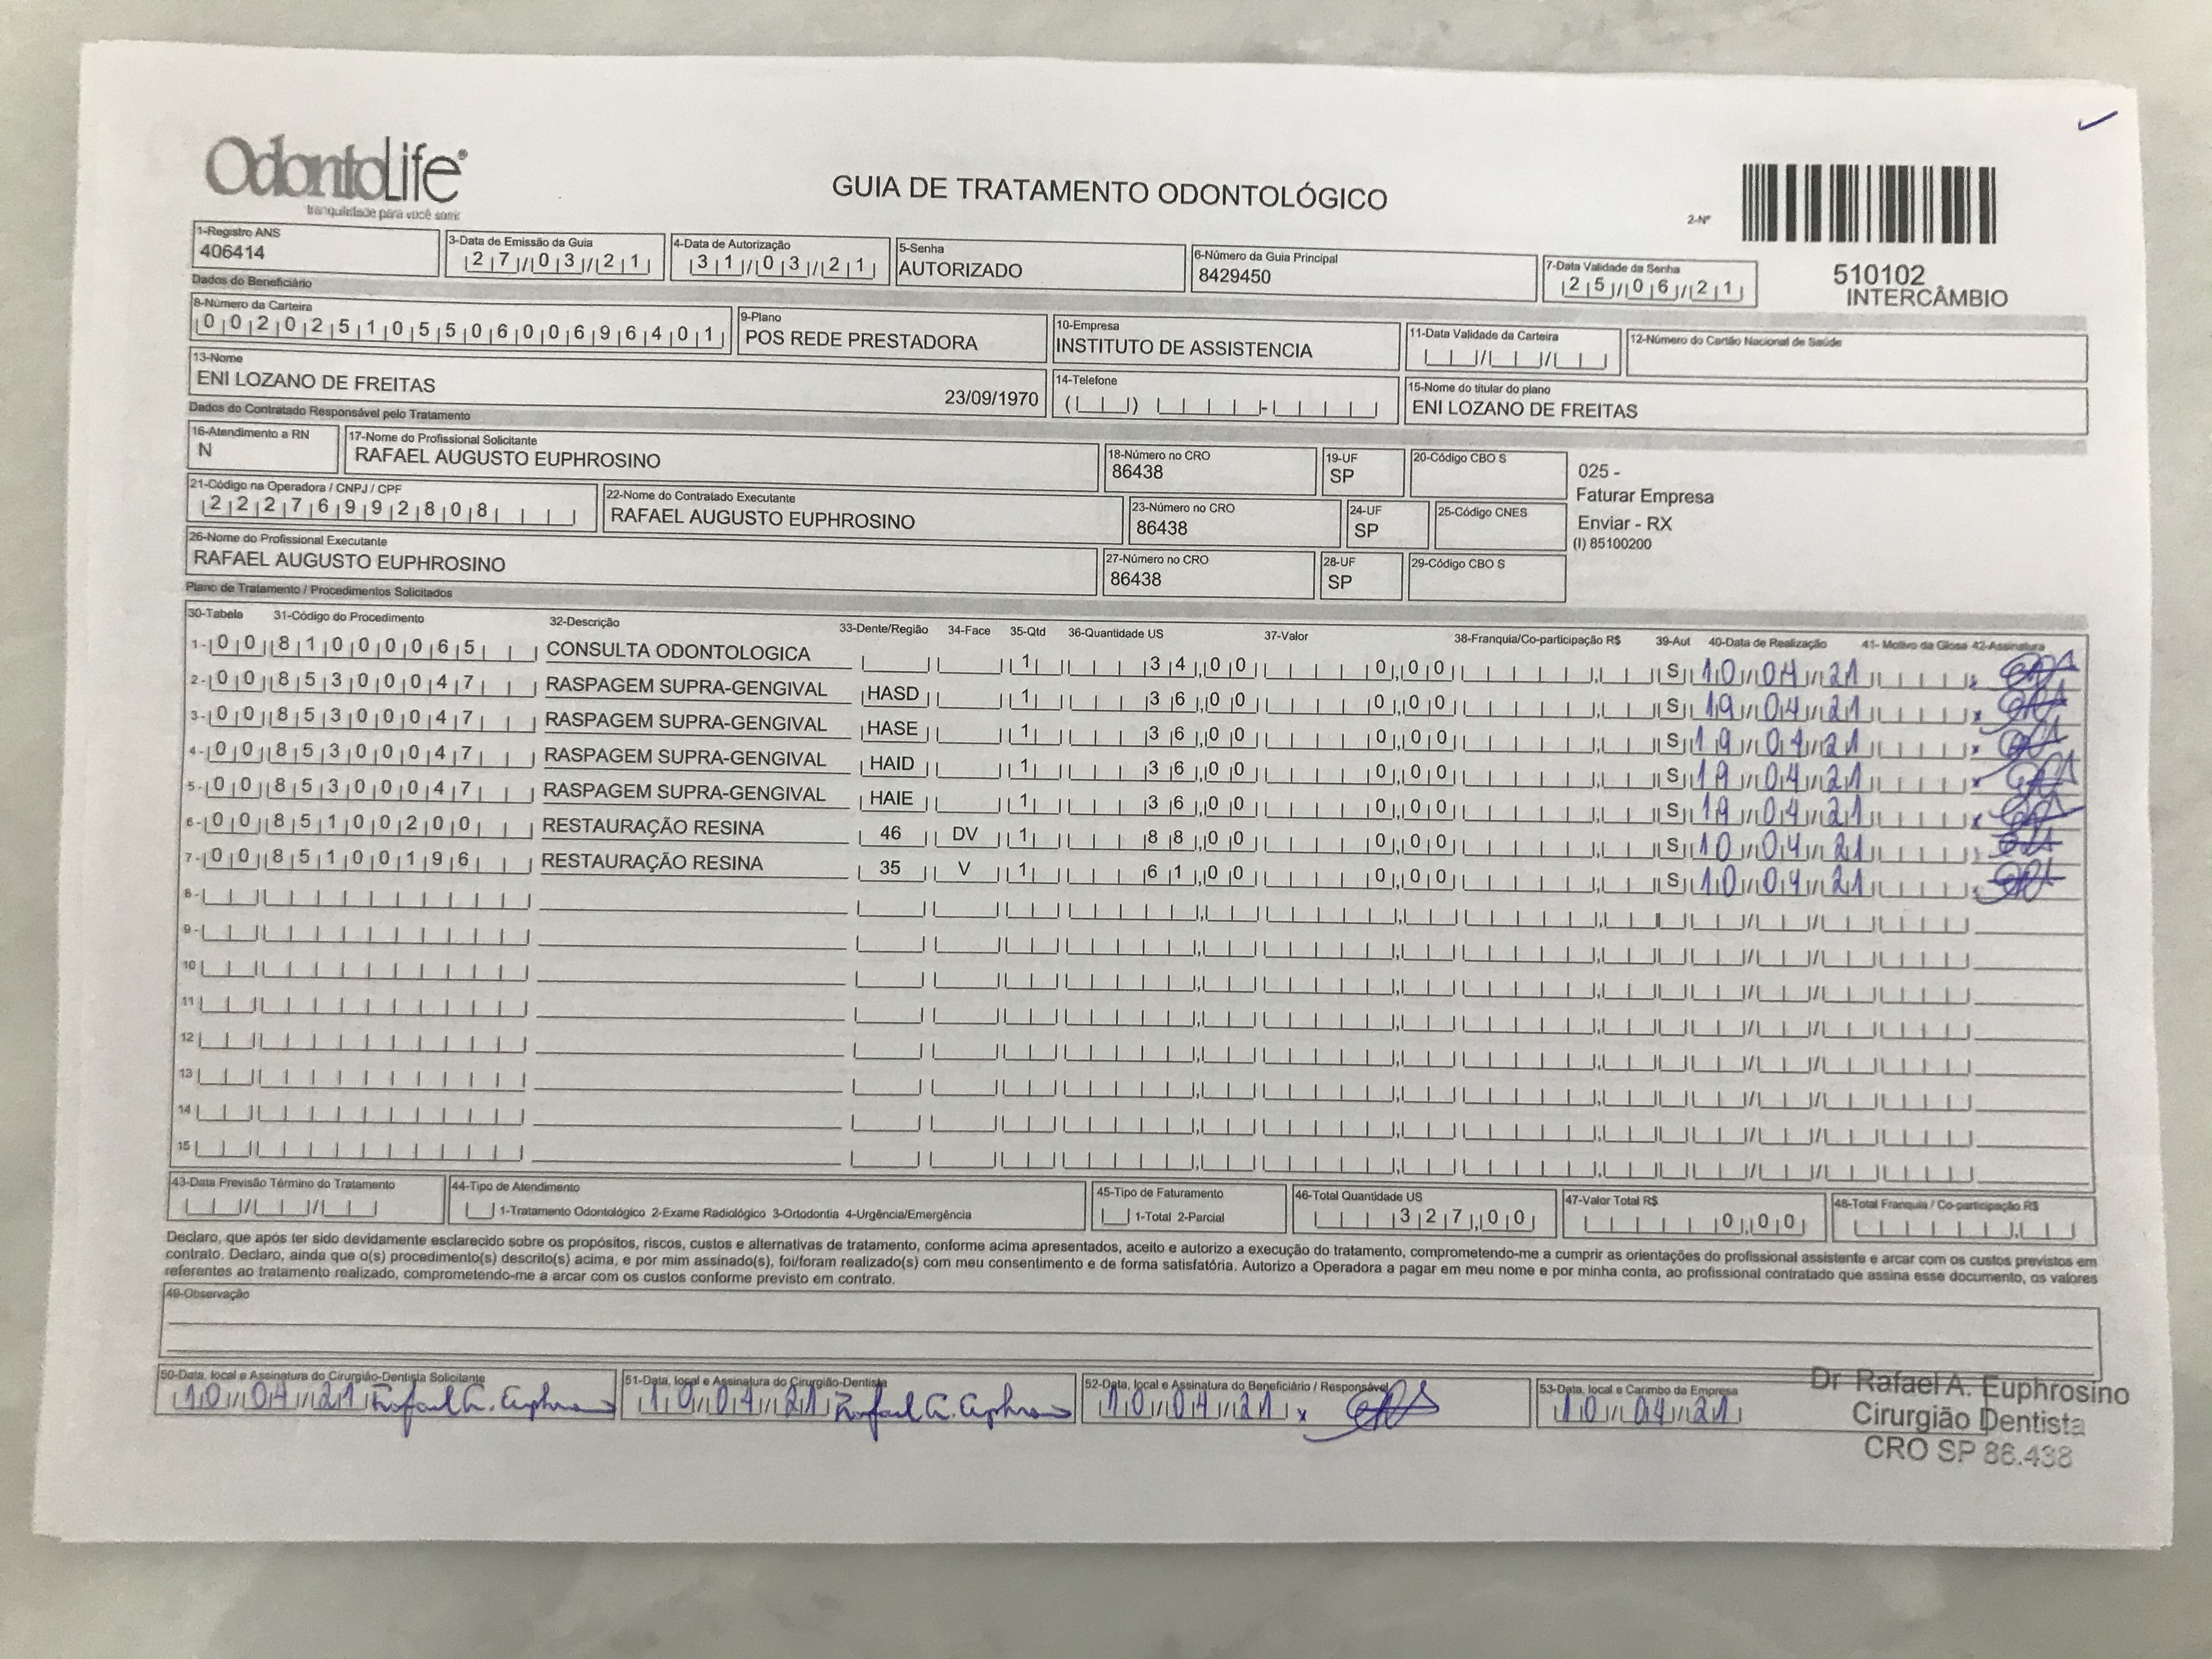 OdontoLife®
tranquilidade para você sorrir
GUIA DE TRATAMENTO ODONTOLÓGICO
2-Nº
510102
INTERCÂMBIO
1-Registro ANS
406414
3-Data de Emissão da Guia
27/03/21
4-Data de Autorização
31/03/21
5-Senha
AUTORIZADO
6-Número da Guia Principal
8429450
7-Data Validade da Senha
25/06/21
Dados do Beneficiário
8-Número da Carteira
00202510550600696401
9-Plano
POS REDE PRESTADORA
10-Empresa
INSTITUTO DE ASSISTENCIA
11-Data Validade da Carteira
12-Número do Cartão Nacional de Saúde
13-Nome
ENI LOZANO DE FREITAS 23/09/1970
14-Telefone
15-Nome do titular do plano
ENI LOZANO DE FREITAS
Dados do Contratado Responsável pelo Tratamento
16-Atendimento a RN
N
17-Nome do Profissional Solicitante
RAFAEL AUGUSTO EUPHROSINO
18-Número no CRO
86438
19-UF
SP
20-Código CBO S
025 -
Faturar Empresa
Enviar - RX
(I) 85100200
21-Código na Operadora / CNPJ / CPF
22276992808
22-Nome do Contratado Executante
RAFAEL AUGUSTO EUPHROSINO
23-Número no CRO
86438
24-UF
SP
25-Código CNES
26-Nome do Profissional Executante
RAFAEL AUGUSTO EUPHROSINO
27-Número no CRO
86438
28-UF
SP
29-Código CBO S
Plano de Tratamento / Procedimentos Solicitados
30-Tabela 31-Código do Procedimento 32-Descrição 33-Dente/Região 34-Face 35-Qtd 36-Quantidade US 37-Valor 38-Franquia/Co-participação R$ 39-Aut 40-Data de Realização 41- Motivo da Glosa 42-Assinatura
1- 00 81000065 CONSULTA ODONTOLOGICA 1 34,00 0,00 S 10/04/21
2- 00 85300047 RASPAGEM SUPRA-GENGIVAL HASD 1 36,00 0,00 S 19/04/21
3- 00 85300047 RASPAGEM SUPRA-GENGIVAL HASE 1 36,00 0,00 S 19/04/21
4- 00 85300047 RASPAGEM SUPRA-GENGIVAL HAID 1 36,00 0,00 S 19/04/21
5- 00 85300047 RASPAGEM SUPRA-GENGIVAL HAIE 1 36,00 0,00 S 19/04/21
6- 00 85100200 RESTAURAÇÃO RESINA 46 DV 1 88,00 0,00 S 10/04/21
7- 00 85100196 RESTAURAÇÃO RESINA 35 V 1 61,00 0,00 S 10/04/21
8-
9-
10
11
12
13
14
15
43-Data Previsão Término do Tratamento
44-Tipo de Atendimento
1-Tratamento Odontológico 2-Exame Radiológico 3-Ortodontia 4-Urgência/Emergência
45-Tipo de Faturamento
1-Total 2-Parcial
46-Total Quantidade US
327,00
47-Valor Total R$
0,00
48-Total Franquia / Co-participação R$
Declaro, que após ter sido devidamente esclarecido sobre os propósitos, riscos, custos e alternativas de tratamento, conforme acima apresentados, aceito e autorizo a execução do tratamento, comprometendo-me a cumprir as orientações do profissional assistente e arcar com os custos previstos em
contrato. Declaro, ainda que o(s) procedimento(s) descrito(s) acima, e por mim assinado(s), foi/foram realizado(s) com meu consentimento e de forma satisfatória. Autorizo a Operadora a pagar em meu nome e por minha conta, ao profissional contratado que assina esse documento, os valores
referentes ao tratamento realizado, comprometendo-me a arcar com os custos conforme previsto em contrato.
49-Observação
50-Data, local e Assinatura do Cirurgião-Dentista Solicitante
10/04/21 Rafael A. Euphrosino
51-Data, local e Assinatura do Cirurgião-Dentista
10/04/21 Rafael A. Euphrosino
52-Data, local e Assinatura do Beneficiário / Responsável
10/04/21 x
53-Data, local e Carimbo da Empresa
10/04/21
Dr Rafael A. Euphrosino
Cirurgião Dentista
CRO SP 86.438